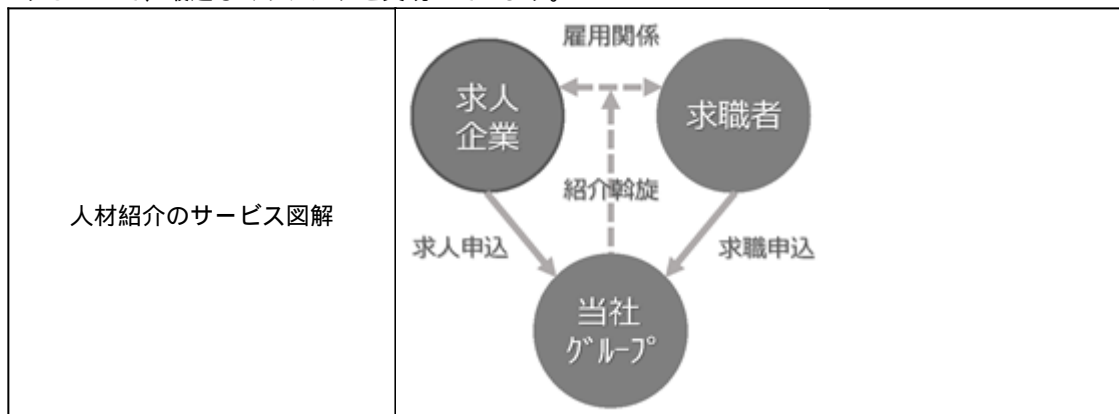 人材紹介のサービス図解
雇用関係
求人
企業
求職者
紹介斡旋
求人申込
求職申込
当社
ｸﾞﾙｰﾌﾟ